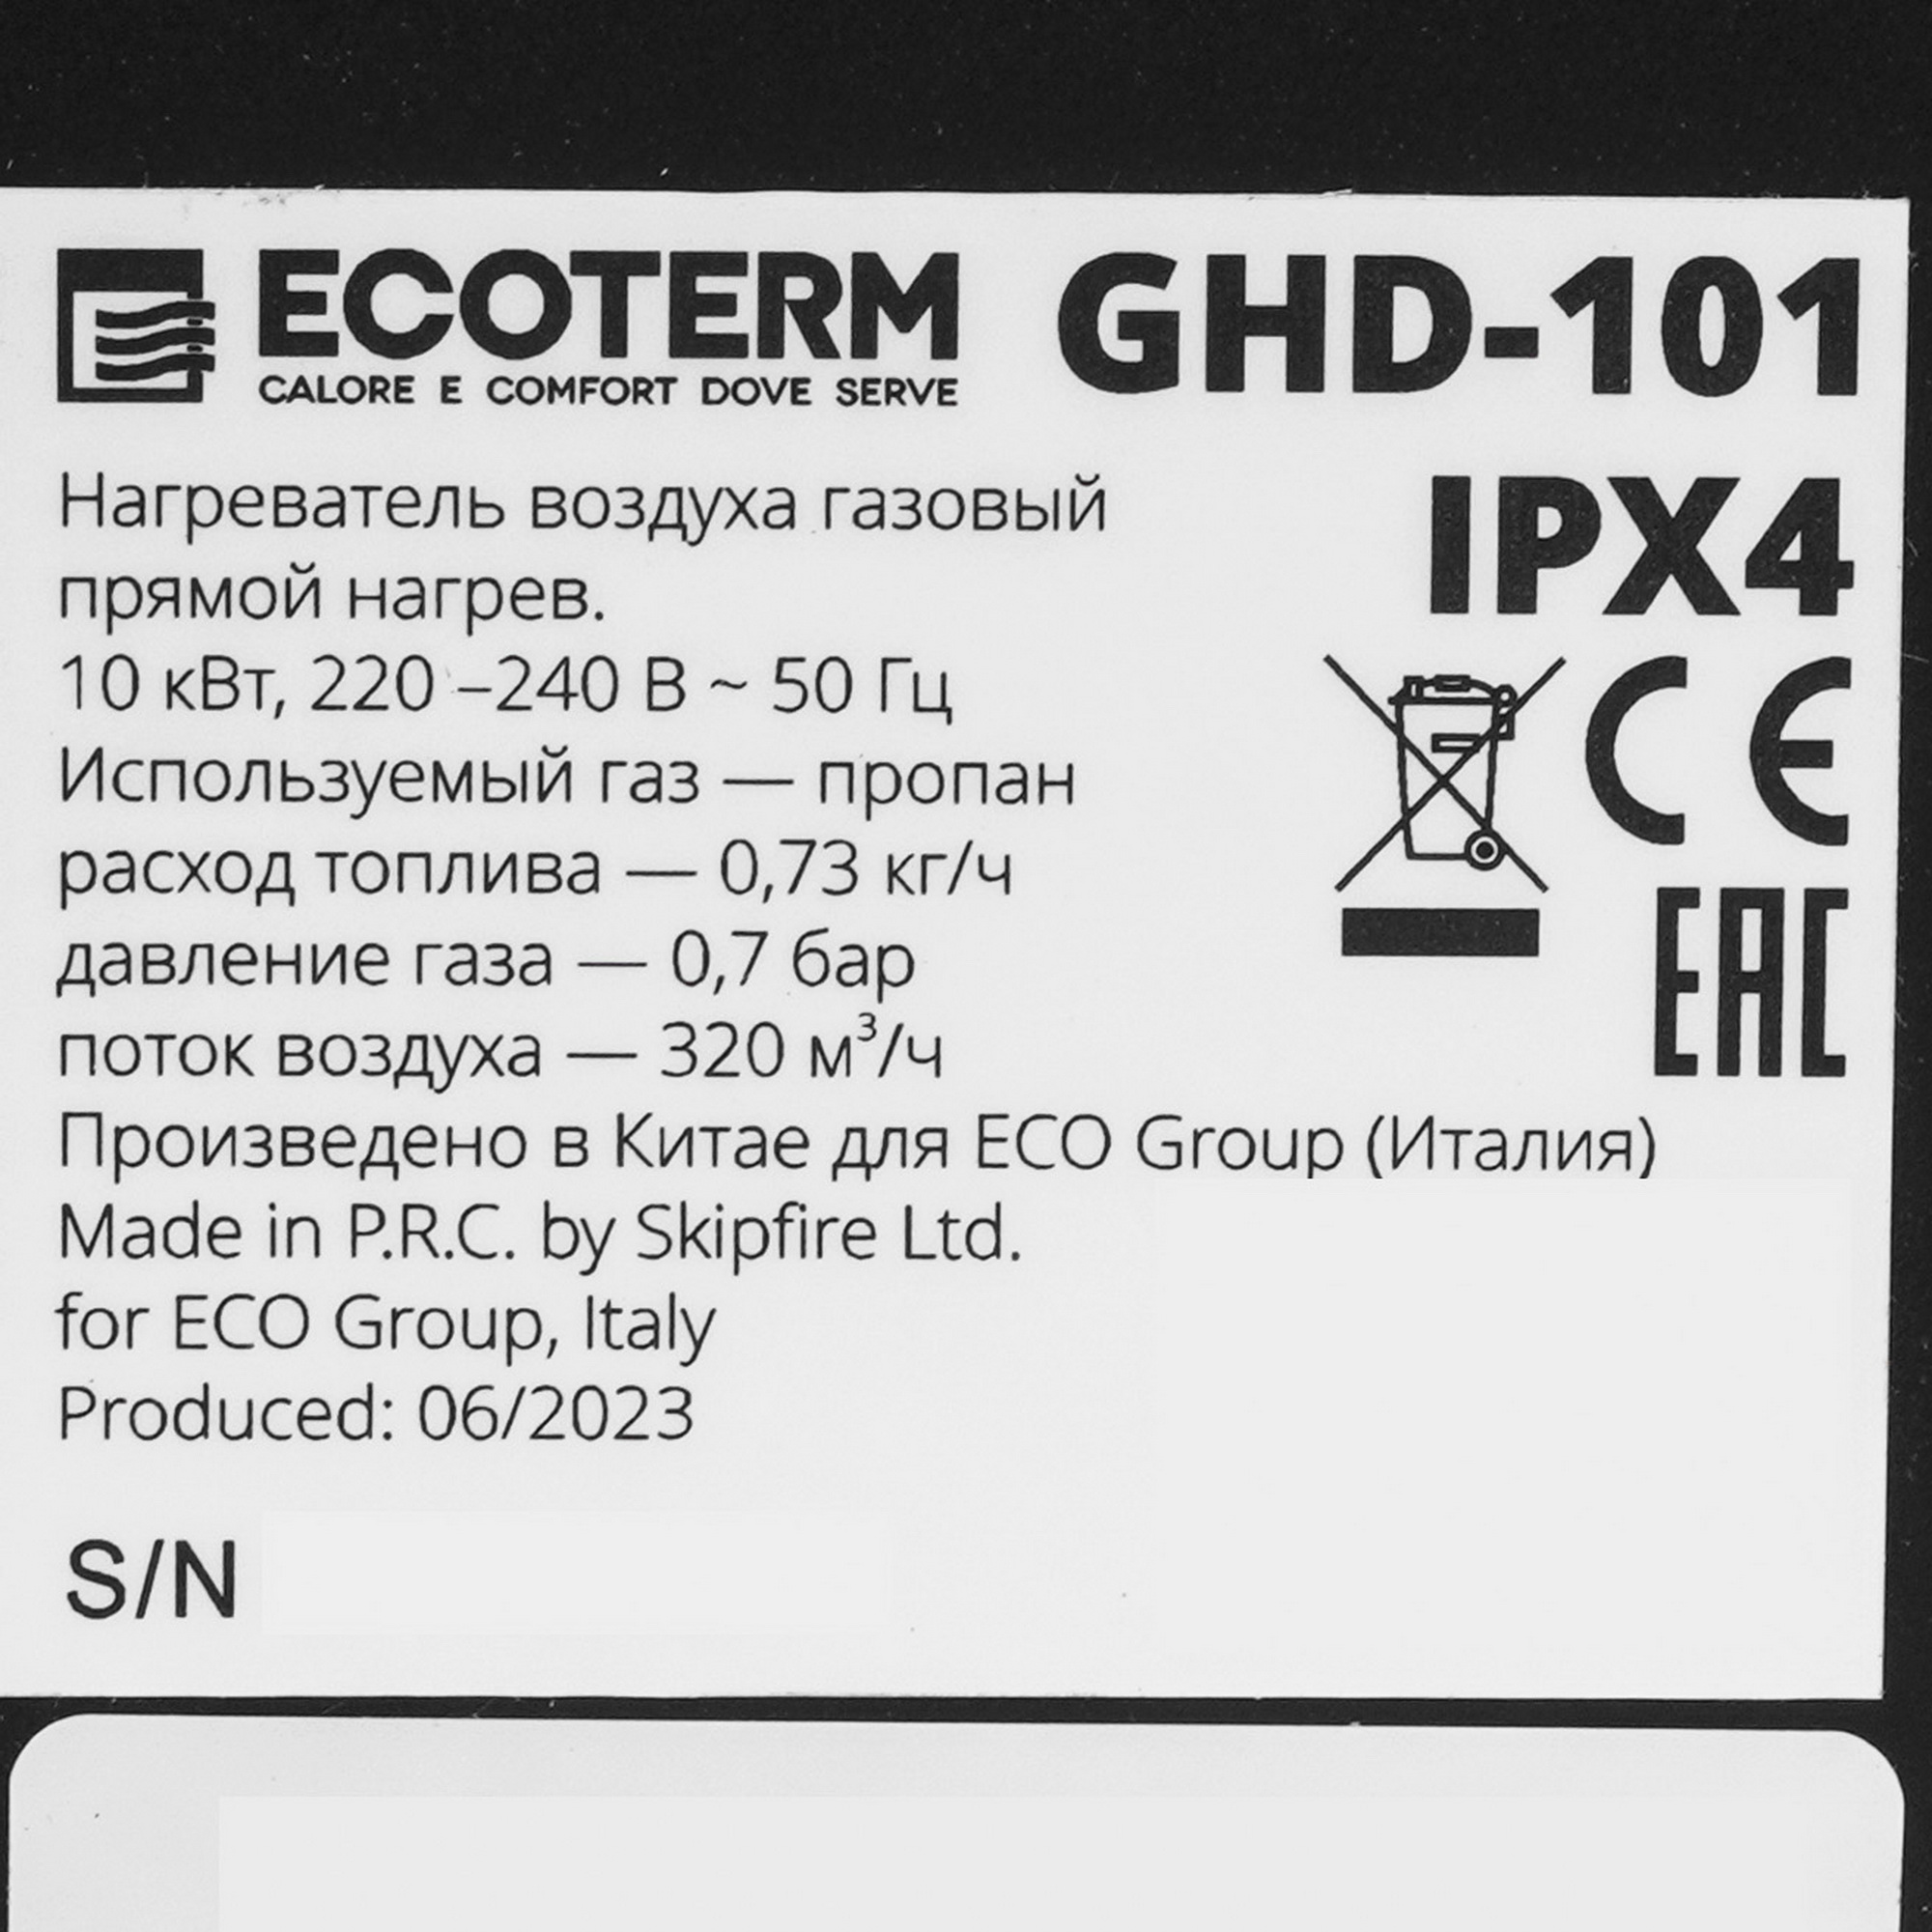 ECOTERM GHD-101
CALORE E COMFORT DOVE SERVE
Нагреватель воздуха газовый
прямой нагрев.
IPX4
10 кВт, 220 –240 В ~ 50 Гц
Используемый газ — пропан
CE
расход топлива — 0,73 кг/ч
давление газа — 0,7 бар
EAC
поток воздуха — 320 м³/ч
Произведено в Китае для ECO Group (Италия)
Made in P.R.C. by Skipfire Ltd.
for ECO Group, Italy
Produced: 06/2023
S/N